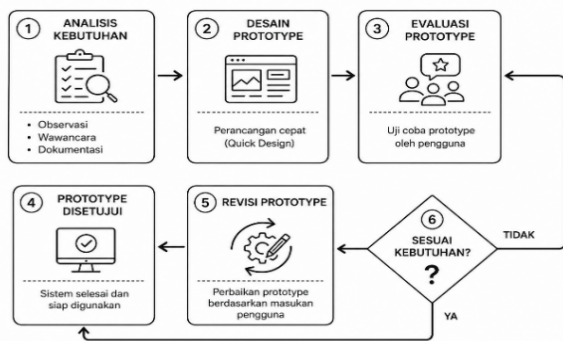 1
ANALISIS
KEBUTUHAN
• Observasi
• Wawancara
• Dokumentasi
2
DESAIN
PROTOTYPE
Perancangan cepat
(Quick Design)
3
EVALUASI
PROTOTYPE
Uji coba prototype
oleh pengguna
4
PROTOTYPE
DISETUJUI
Sistem selesai dan
siap digunakan
5
REVISI PROTOTYPE
Perbaikan prototype
berdasarkan masukan
pengguna
6
SESUAI
KEBUTUHAN?
?
TIDAK
YA